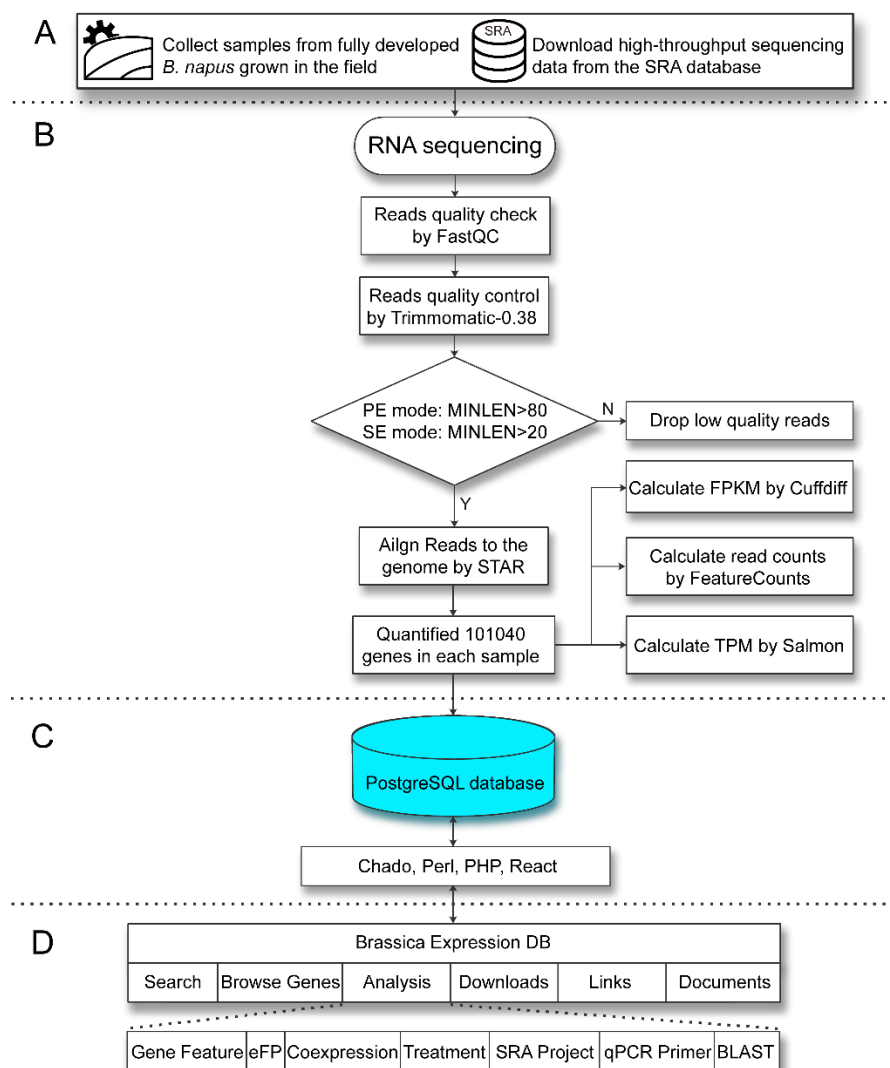 A
Collect samples from fully developed
B. napus grown in the field
SRA
Download high-throughput sequencing
data from the SRA database
B
RNA sequencing
Reads quality check
by FastQC
Reads quality control
by Trimmomatic-0.38
PE mode: MINLEN>80
SE mode: MINLEN>20
N
Drop low quality reads
Y
Calculate FPKM by Cuffdiff
Ailgn Reads to the
genome by STAR
Calculate read counts
by FeatureCounts
Quantified 101040
genes in each sample
Calculate TPM by Salmon
C
PostgreSQL database
Chado, Perl, PHP, React
D
Brassica Expression DB
Search Browse Genes Analysis Downloads Links Documents
Gene Feature eFP Coexpression Treatment SRA Project qPCR Primer BLAST